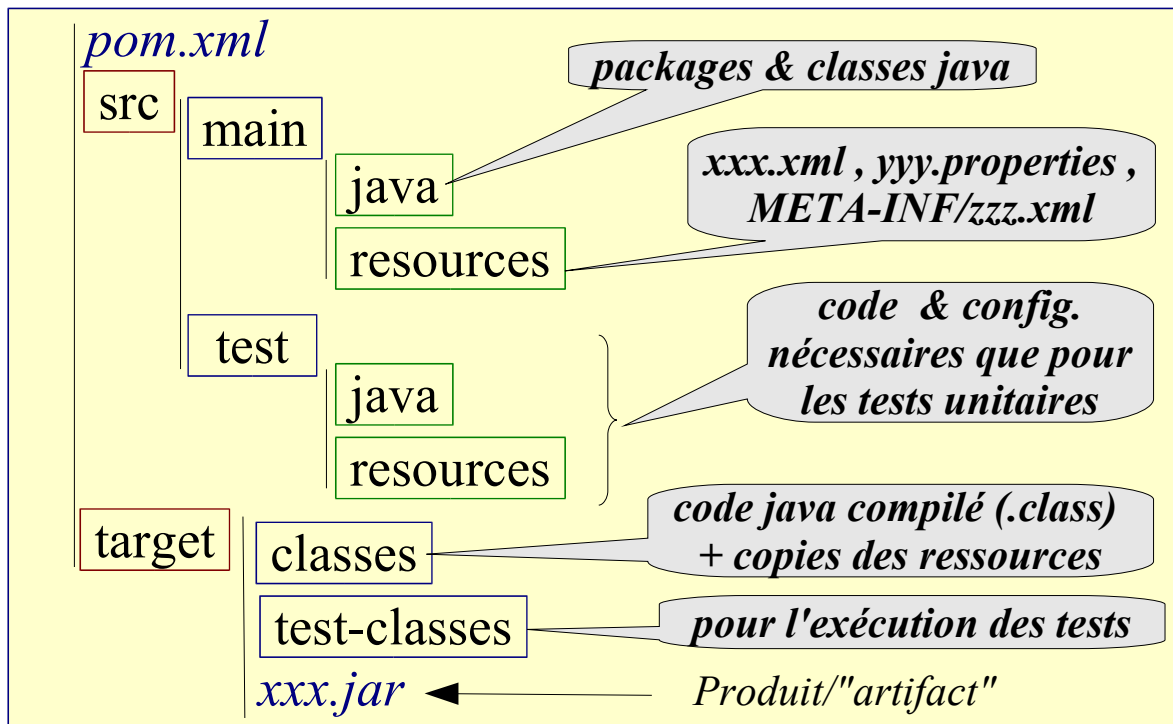 pom.xml
src
main
packages & classes java
java
xxx.xml , yyy.properties ,
META-INF/zzz.xml
resources
test
code & config.
nécessaires que pour
les tests unitaires
java
resources
target
classes
code java compilé (.class)
+ copies des ressources
test-classes
pour l'exécution des tests
xxx.jar
Produit/"artifact"